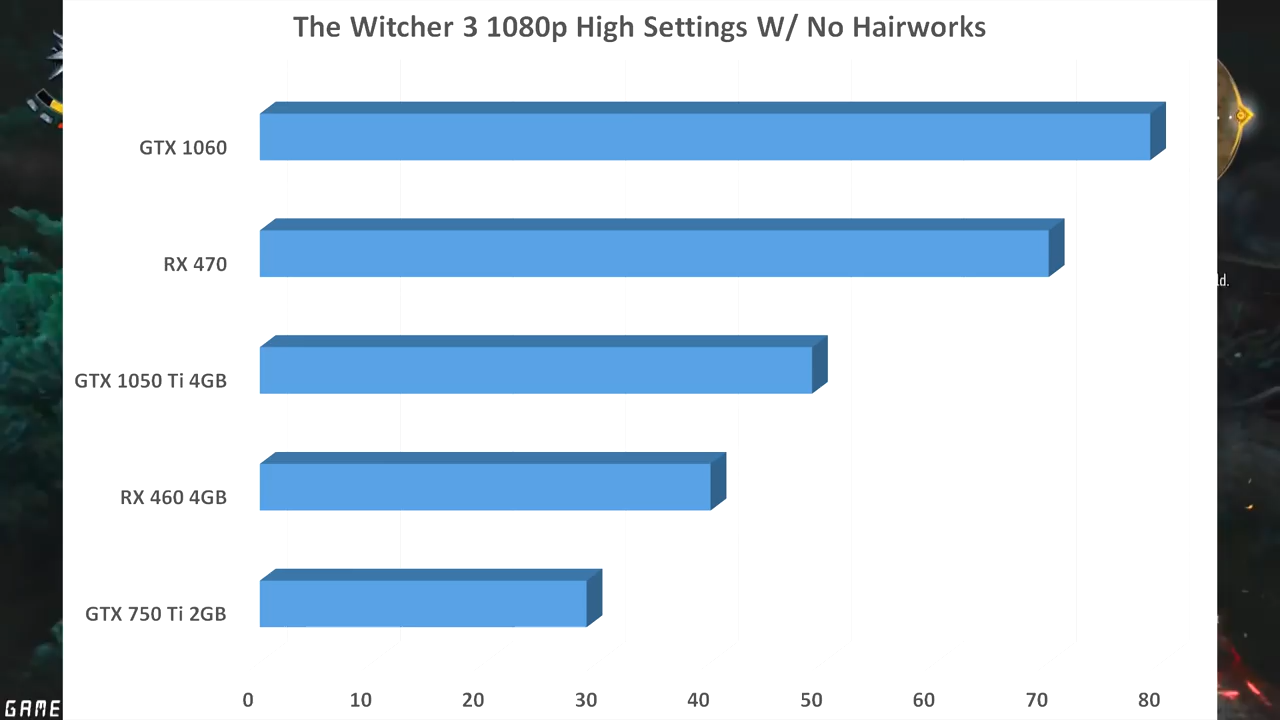 The Witcher 3 1080p High Settings W/ No Hairworks
GTX 1060
RX 470
ld.
GTX 1050 Ti 4GB
RX 460 4GB
GTX 750 Ti 2GB
0 10 20 30 40 50 60 70 80
GAME